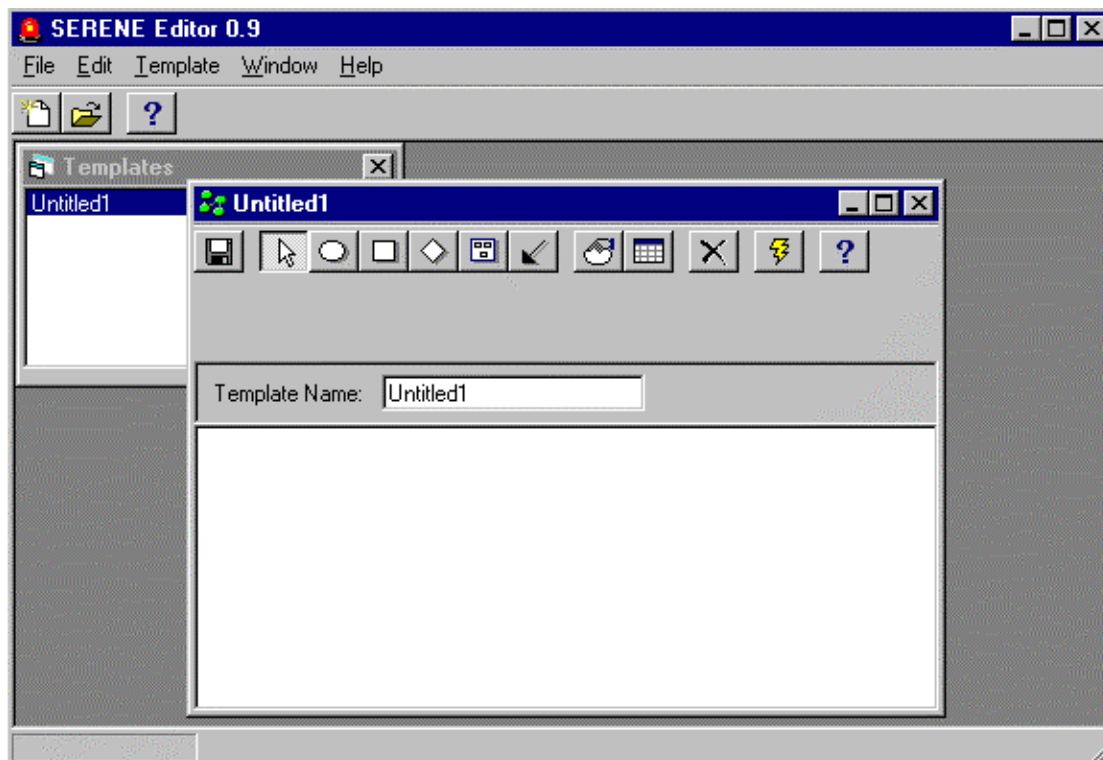 SERENE Editor 0.9
File Edit Template Window Help
?
Templates
Untitled1
Untitled1
?
Template Name: Untitled1